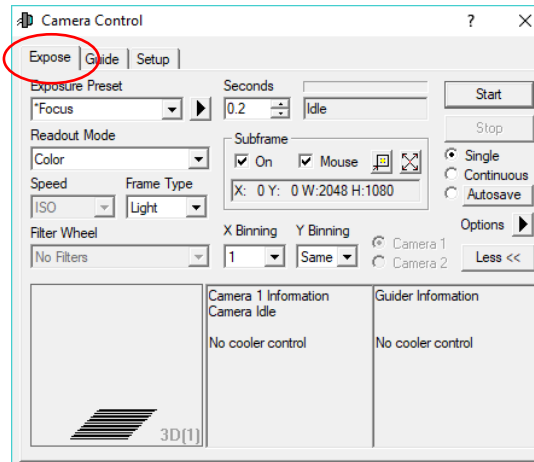 Camera Control ?
Expose Guide Setup
Exposure Preset Seconds
*Focus 0.2 Idle Start
Readout Mode Stop
Color Subframe Single
On Mouse Continuous
Speed Frame Type X: 0 Y: 0 W:2048 H:1080 Autosave
ISO Light
Filter Wheel X Binning Y Binning Camera 1 Options
No Filters 1 Same Camera 2 Less <<
Camera 1 Information Guider Information
Camera Idle
No cooler control No cooler control
3D(1)